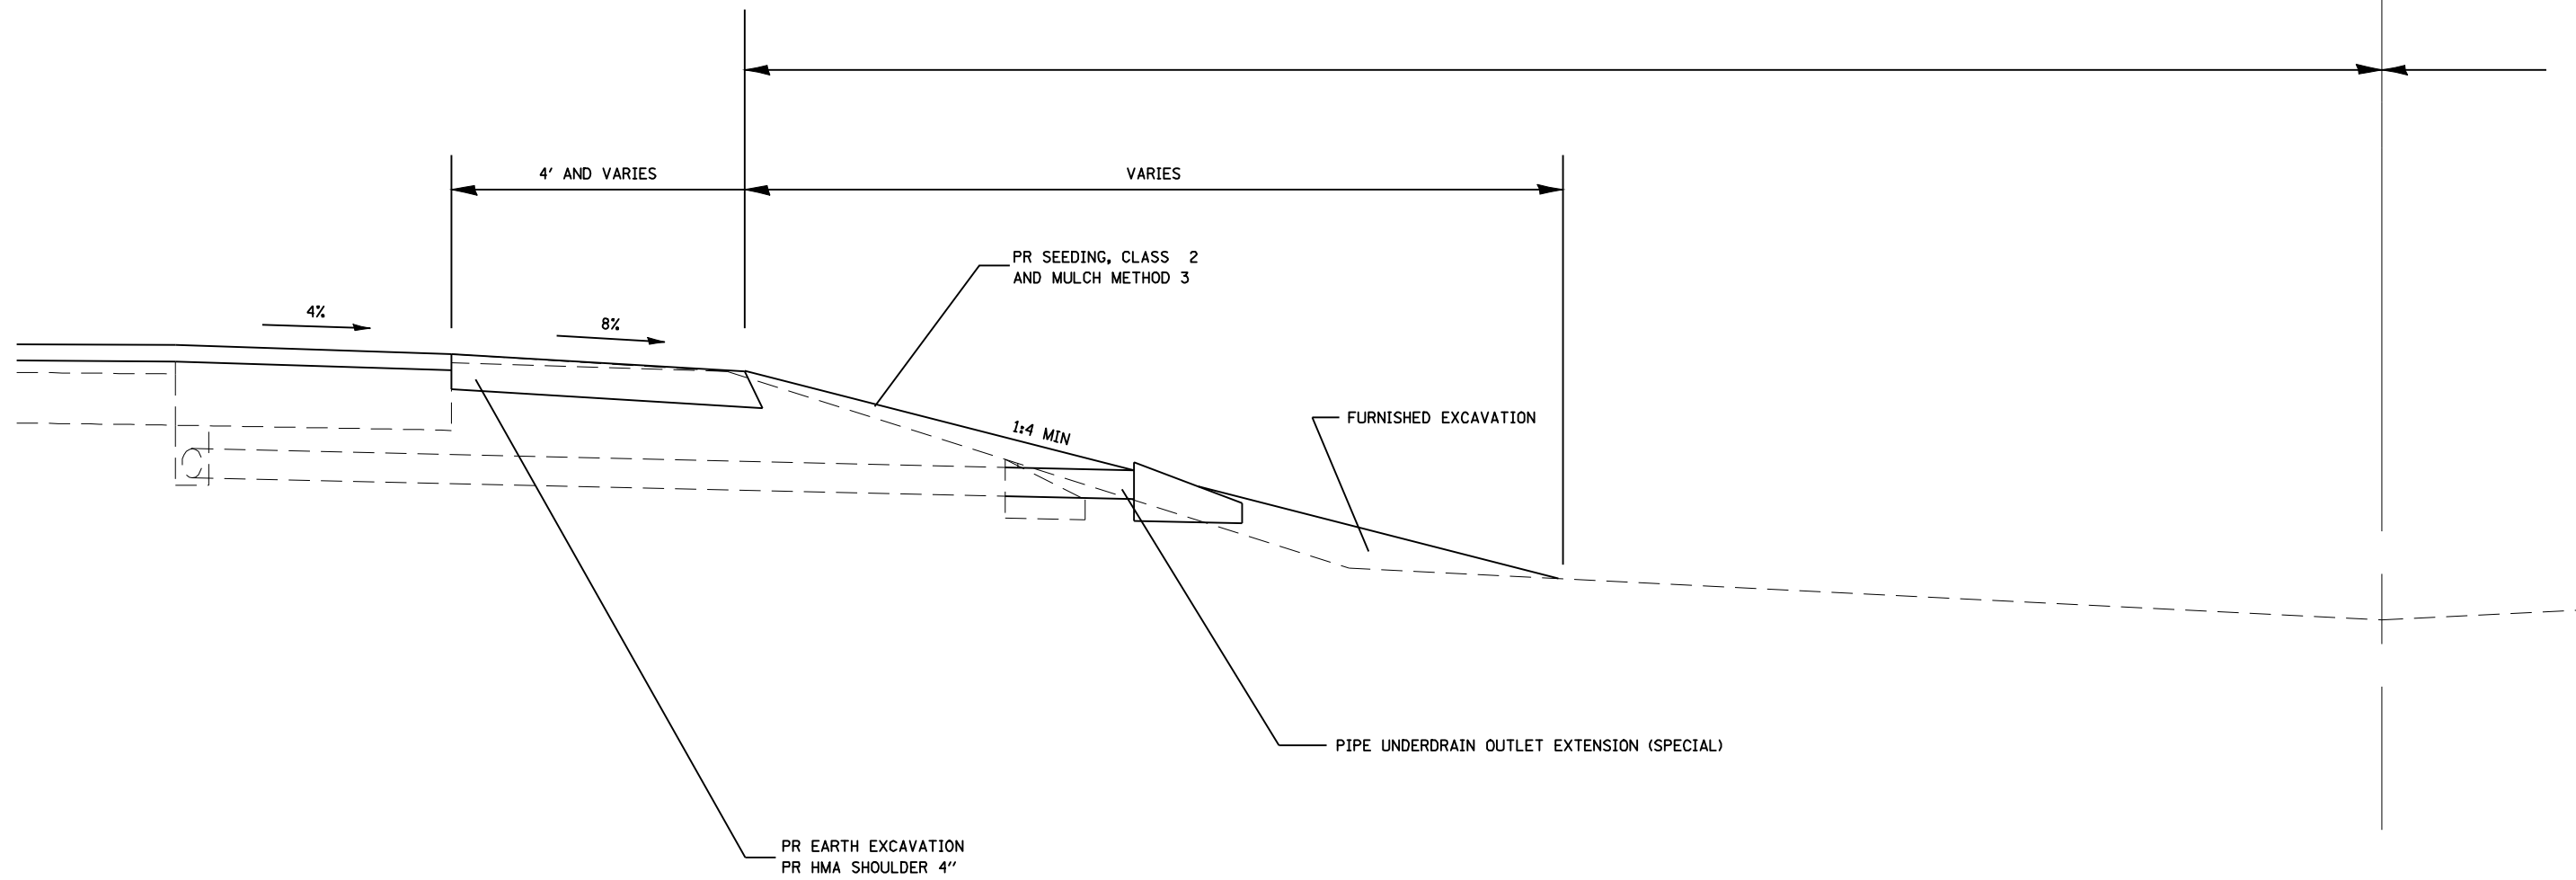 4' AND VARIES
VARIES
PR SEEDING, CLASS  2
AND MULCH METHOD 3
4%
8%
1:4 MIN
FURNISHED EXCAVATION
PIPE UNDERDRAIN OUTLET EXTENSION (SPECIAL)
PR EARTH EXCAVATION
PR HMA SHOULDER 4"